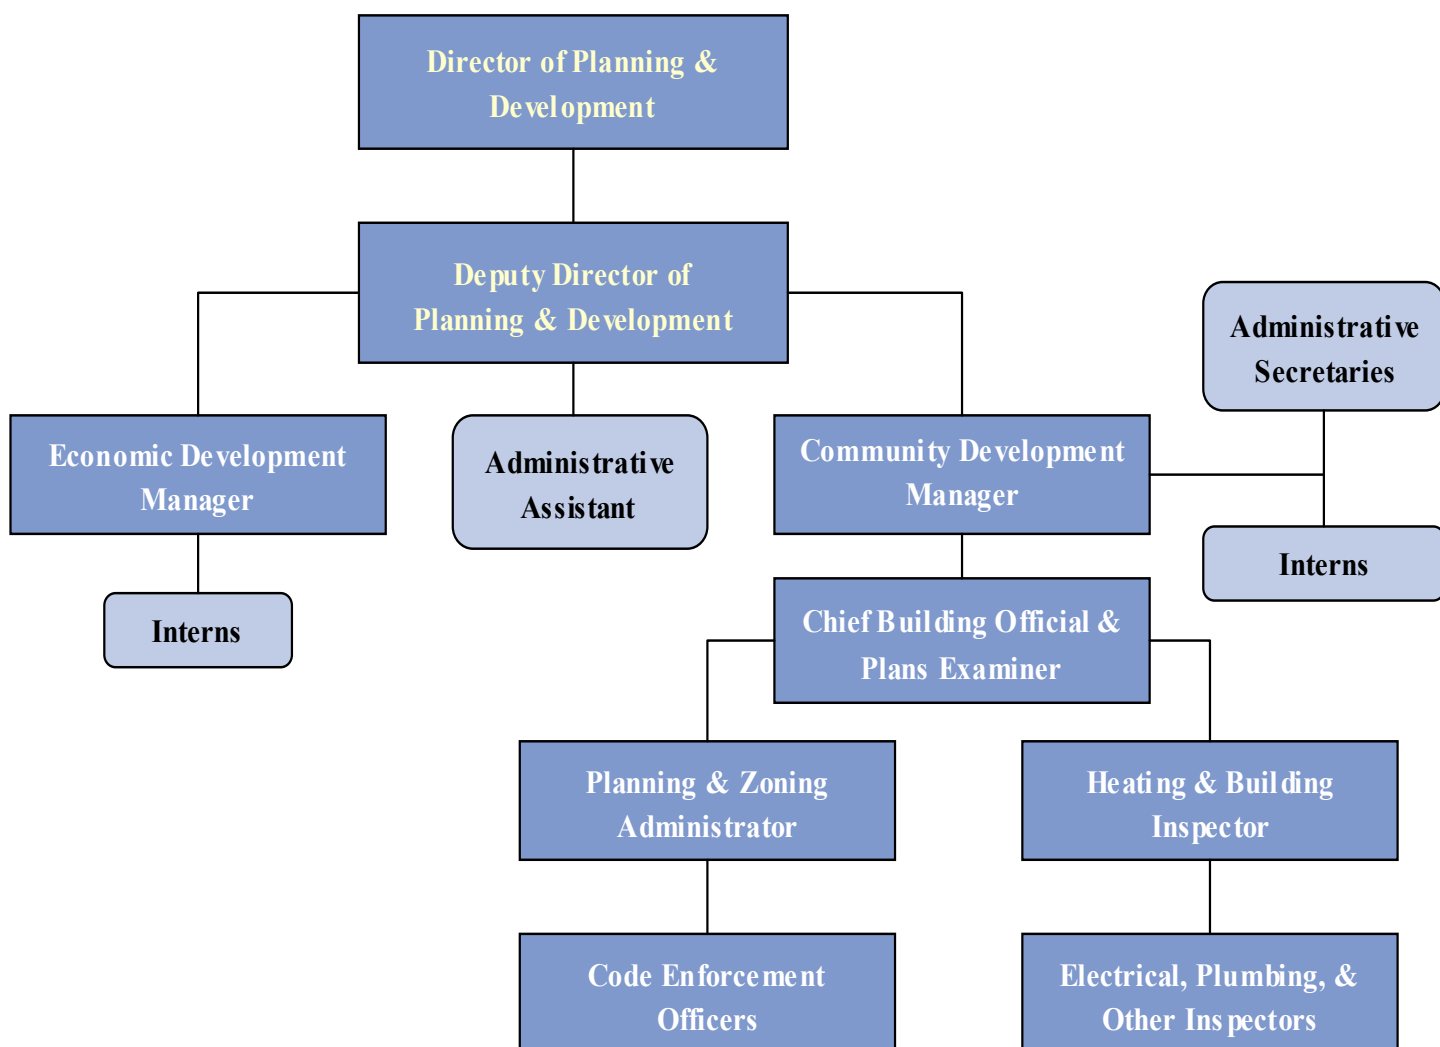 Director of Planning &
Development
Deputy Director of
Planning & Development
Administrative
Secretaries
Economic Development
Manager
Administrative
Assistant
Community Development
Manager
Interns
Interns
Chief Building Official &
Plans Examiner
Planning & Zoning
Administrator
Heating & Building
Inspector
Code Enforcement
Officers
Electrical, Plumbing, &
Other Inspectors